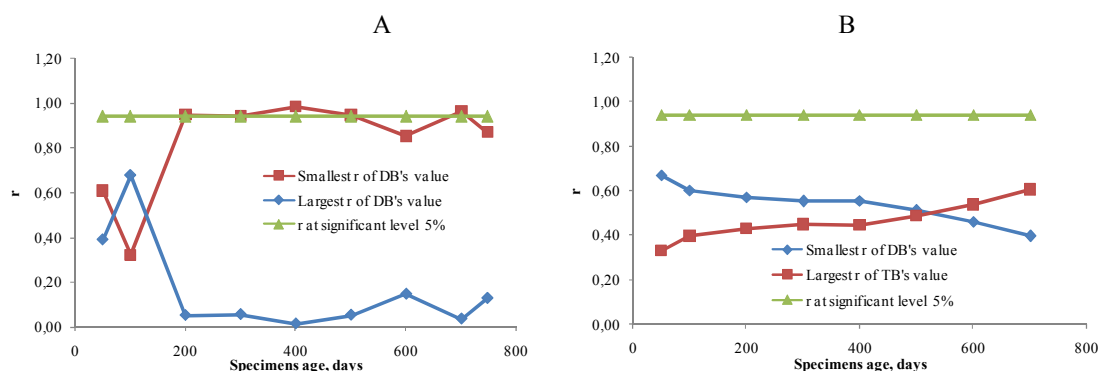 A
1,20
1,00
0,80
0,60
0,40
0,20
0,00
r
Smallest r of DB's value
Largest r of DB's value
r at significant level 5%
0
200
400
600
800
Specimens age, days
B
1,20
1,00
0,80
0,60
0,40
0,20
0,00
r
Smallest r of DB's value
Largest r of TB's value
r at significant level 5%
0
200
400
600
800
Specimens age, days